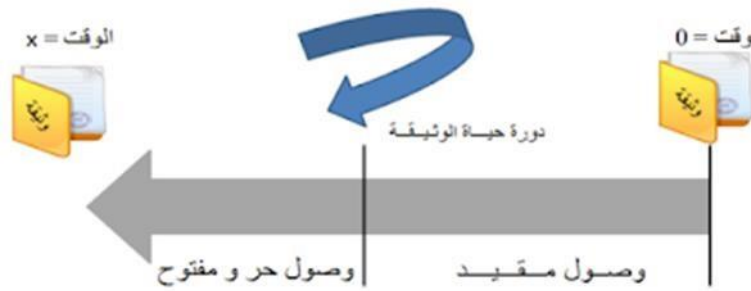 وقت = 0
الوقت = x
وثيقة
وثيقة
دورة حياة الوثيقة
وصول مقيد
وصول حر و مفتوح